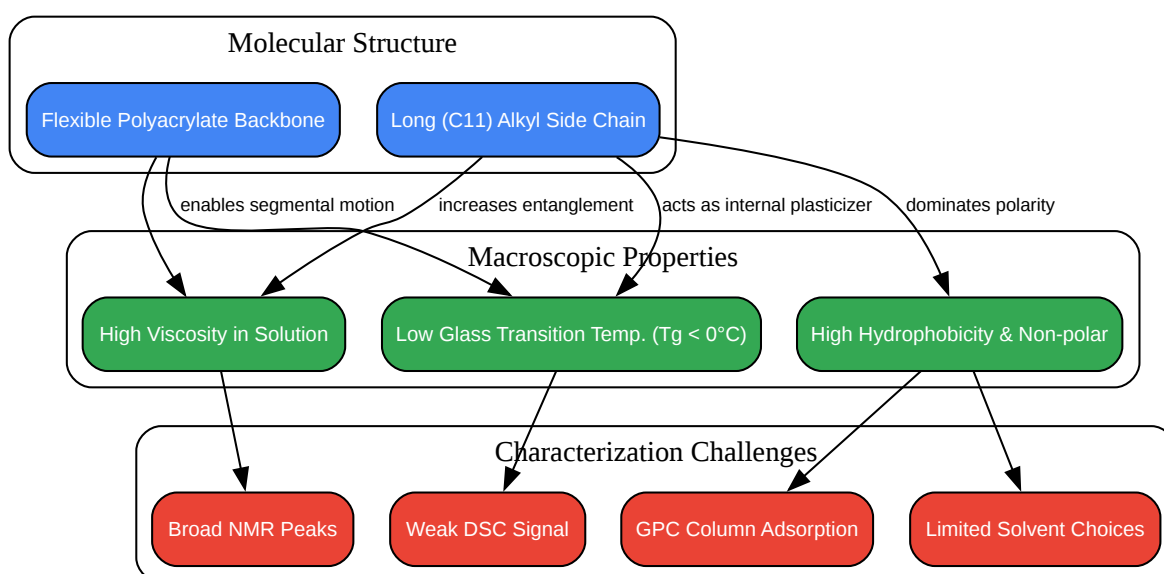 Molecular Structure
Flexible Polyacrylate Backbone
Long (C11) Alkyl Side Chain
enables segmental motion
increases entanglement
acts as internal plasticizer
dominates polarity
Macroscopic Properties
High Viscosity in Solution
Low Glass Transition Temp. (Tg < 0°C)
High Hydrophobicity & Non-polar
Characterization Challenges
Broad NMR Peaks
Weak DSC Signal
GPC Column Adsorption
Limited Solvent Choices